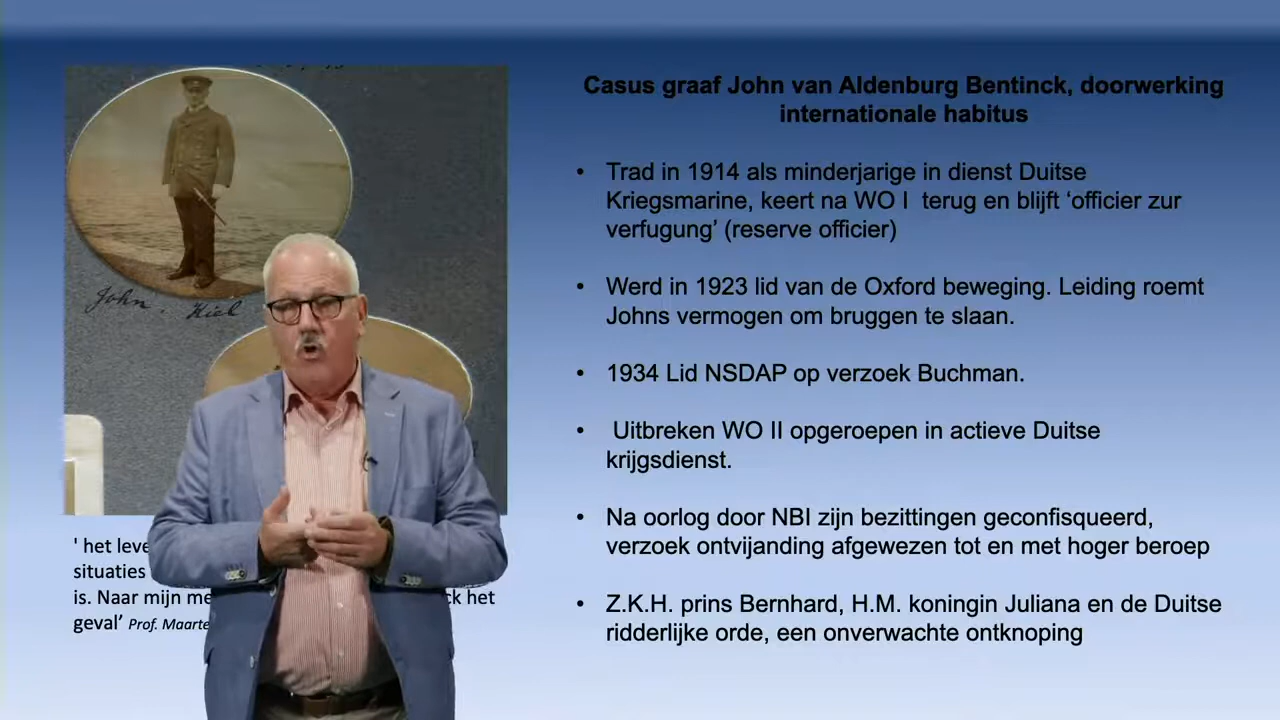 Casus graaf John van Aldenburg Bentinck, doorwerking
internationale habitus
• Trad in 1914 als minderjarige in dienst Duitse
Kriegsmarine, keert na WO I terug en blijft ‘officier zur
verfugung’ (reserve officier)
• Werd in 1923 lid van de Oxford beweging. Leiding roemt
Johns vermogen om bruggen te slaan.
• 1934 Lid NSDAP op verzoek Buchman.
• Uitbreken WO II opgeroepen in actieve Duitse
krijgsdienst.
• Na oorlog door NBI zijn bezittingen geconfisqueerd,
verzoek ontvijanding afgewezen tot en met hoger beroep
• Z.K.H. prins Bernhard, H.M. koningin Juliana en de Duitse
ridderlijke orde, een onverwachte ontknoping
John. Kiel
' het
situaties
is. Naar mijn het
geval’ Prof.